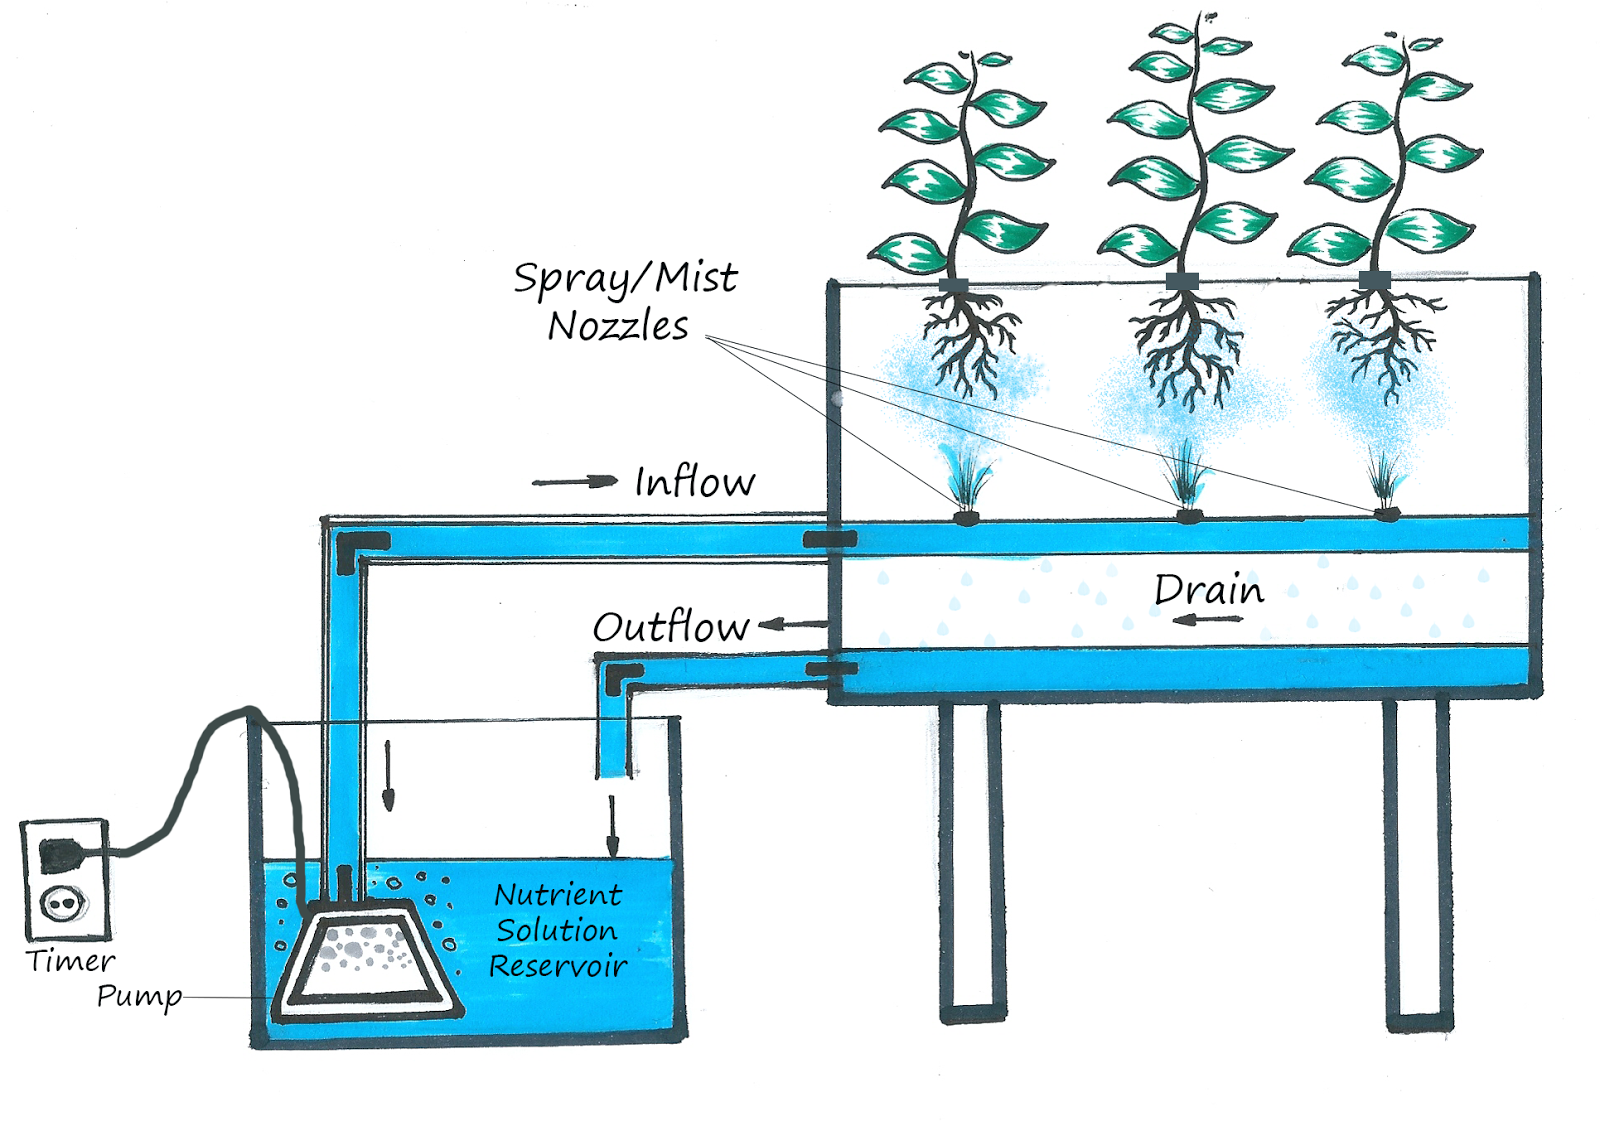 Spray/Mist
Nozzles
Inflow
Drain
Outflow
Nutrient
Solution
Reservoir
Timer
Pump